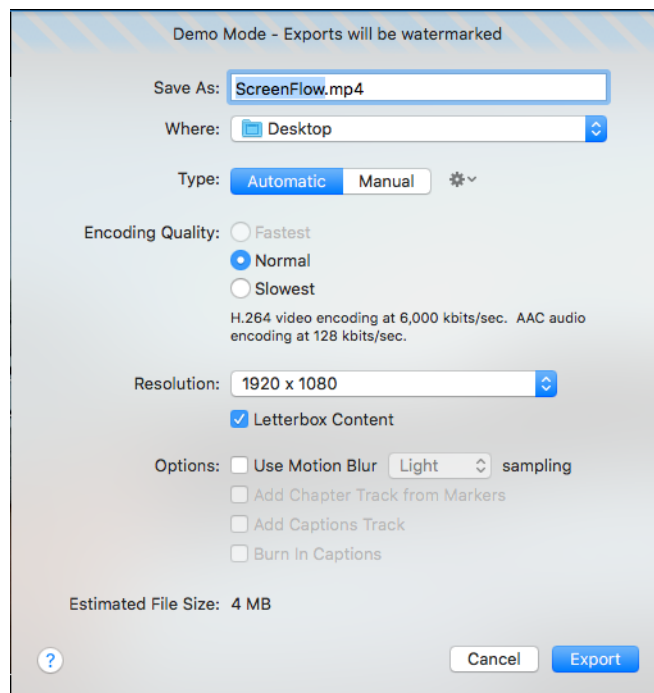 Demo Mode - Exports will be watermarked
Save As: ScreenFlow.mp4
Where: Desktop
Type: Automatic Manual
Encoding Quality: Fastest
Normal
Slowest
H.264 video encoding at 6,000 kbits/sec. AAC audio
encoding at 128 kbits/sec.
Resolution: 1920 x 1080
Letterbox Content
Options: Use Motion Blur Light sampling
Add Chapter Track from Markers
Add Captions Track
Burn In Captions
Estimated File Size: 4 MB
? Cancel Export